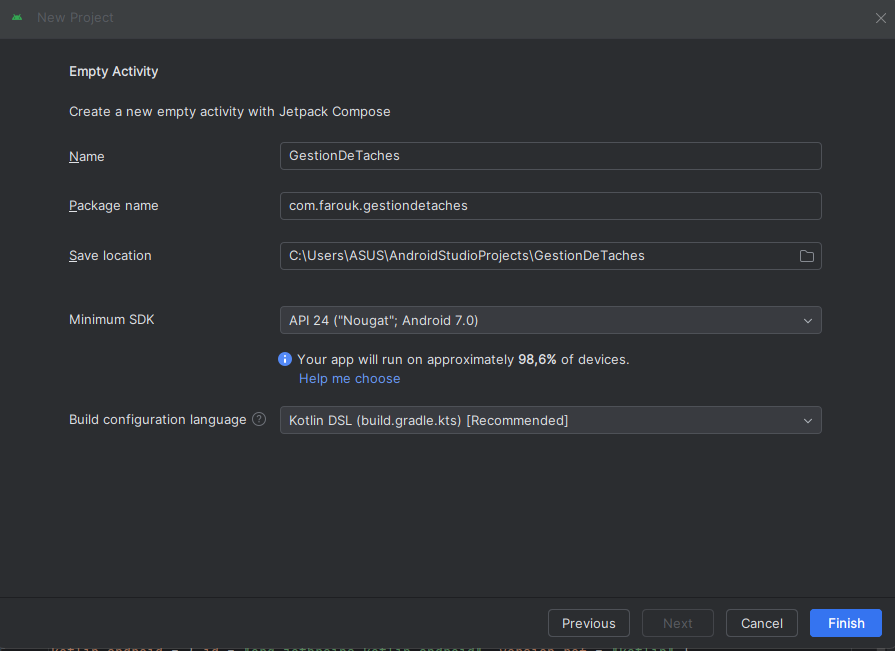 New Project
Empty Activity
Create a new empty activity with Jetpack Compose
Name GestionDeTaches
Package name com.farouk.gestiondetaches
Save location C:\Users\ASUS\AndroidStudioProjects\GestionDeTaches
Minimum SDK API 24 ("Nougat"; Android 7.0)
Your app will run on approximately 98,6% of devices.
Help me choose
Build configuration language ? Kotlin DSL (build.gradle.kts) [Recommended]
Previous Next Cancel Finish